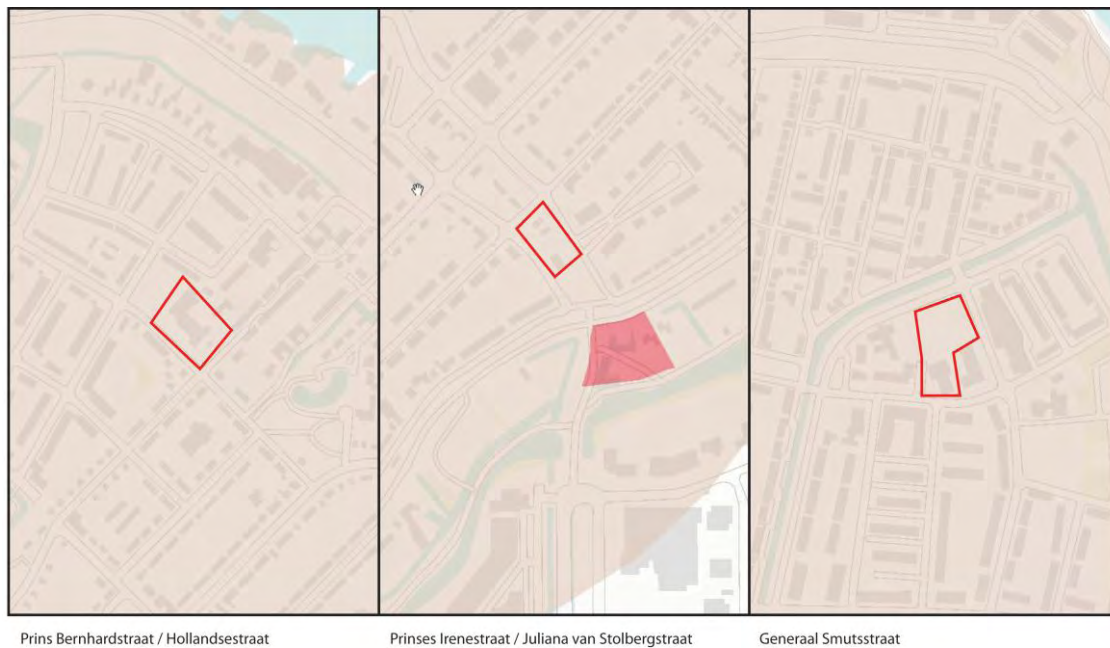 Prins Bernhardstraat / Hollandsestraat
Prinses Irenestraat / Juliana van Stolbergstraat
Generaal Smutsstraat